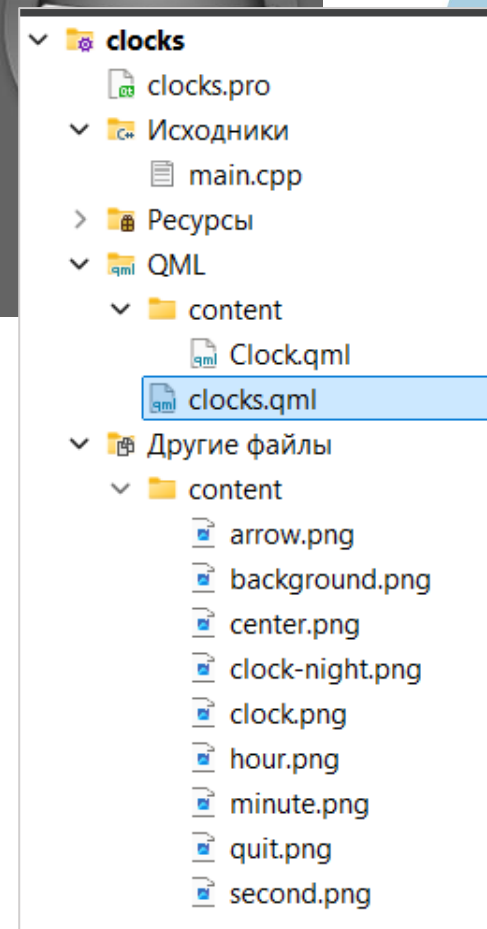 clocks
clocks.pro
Исходники
main.cpp
Ресурсы
QML
content
Clock.qml
clocks.qml
Другие файлы
content
arrow.png
background.png
center.png
clock-night.png
clock.png
hour.png
minute.png
quit.png
second.png